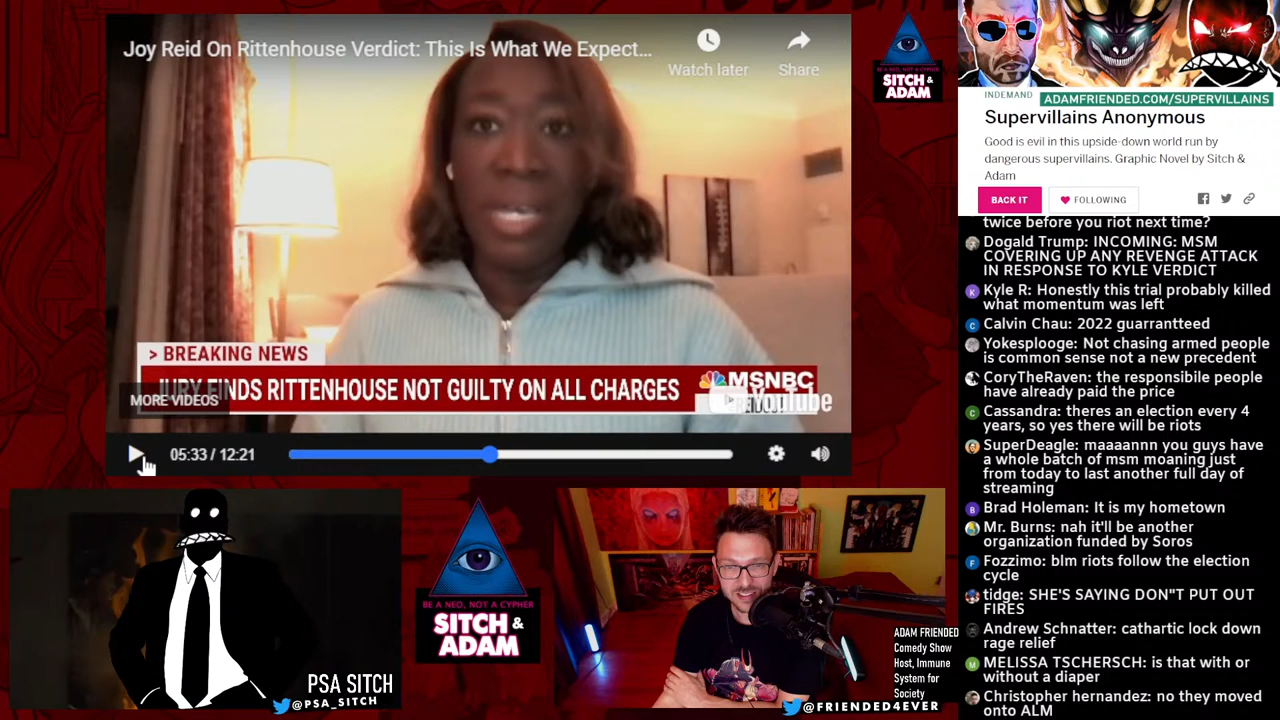 Joy Reid On Rittenhouse Verdict: This Is What We Expect...
Watch later
Share
> BREAKING NEWS
JURY FINDS RITTENHOUSE NOT GUILTY ON ALL CHARGES
MSNBC
MORE VIDEOS
YouTube
05:33 / 12:21
BE A NEO, NOT A CYPHER
SITCH &
ADAM
INDEMAND
ADAMFRIENDED.COM/SUPERVILLAINS
Supervillains Anonymous
Good is evil in this upside-down world run by
dangerous supervillains. Graphic Novel by Sitch &
Adam
BACK IT
FOLLOWING
twice before you riot next time?
Dogald Trump: INCOMING: MSM
COVERING UP ANY REVENGE ATTACK
IN RESPONSE TO KYLE VERDICT
K
Kyle R: Honestly this trial probably killed
what momentum was left
C
Calvin Chau: 2022 guarrantteed
Yokesplooge: Not chasing armed people
is common sense not a new precedent
CoryTheRaven: the responsibile people
have already paid the price
C
Cassandra: theres an election every 4
years, so yes there will be riots
SuperDeagle: maaaannn you guys have
a whole batch of msm moaning just
from today to last another full day of
streaming
B
Brad Holeman: It is my hometown
Mr. Burns: nah it'll be another
organization funded by Soros
F
Fozzimo: blm riots follow the election
cycle
tidge: SHE'S SAYING DON"T PUT OUT
FIRES
Andrew Schnatter: cathartic lock down
rage relief
M
MELISSA TSCHERSCH: is that with or
without a diaper
Christopher hernandez: no they moved
onto ALM
PSA SITCH
@PSA_SITCH
BE A NEO, NOT A CYPHER
SITCH &
ADAM
ADAM FRIENDED
Comedy Show
Host, Immune
System for
Society
@FRIENDED4EVER